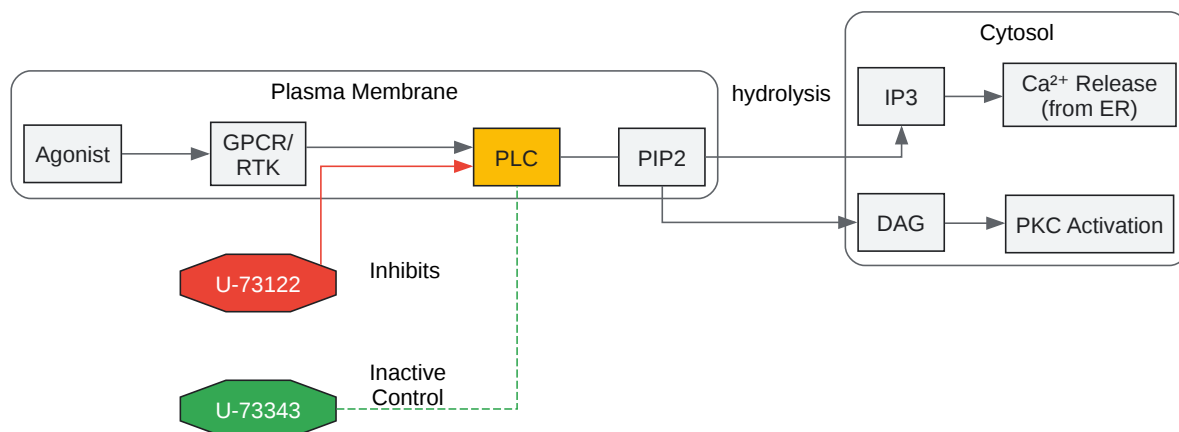 Cytosol
Plasma Membrane
hydrolysis
IP3
Ca²⁺ Release
(from ER)
Agonist
GPCR/
RTK
PLC
PIP2
DAG
PKC Activation
U-73122
Inhibits
Inactive
Control
U-73343